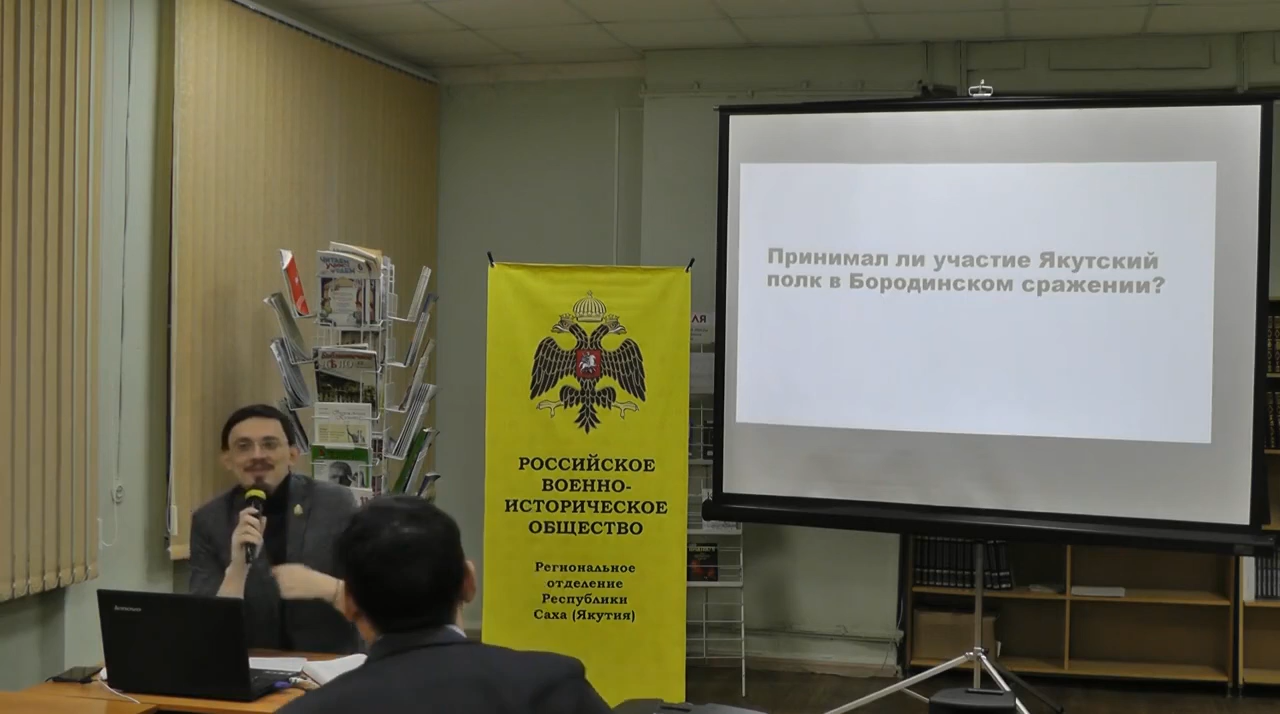 Принимал ли участие Якутский
полк в Бородинском сражении?
РОССИЙСКОЕ
ВОЕННО-
ИСТОРИЧЕСКОЕ
ОБЩЕСТВО
Региональное
отделение
Республики
Саха (Якутия)